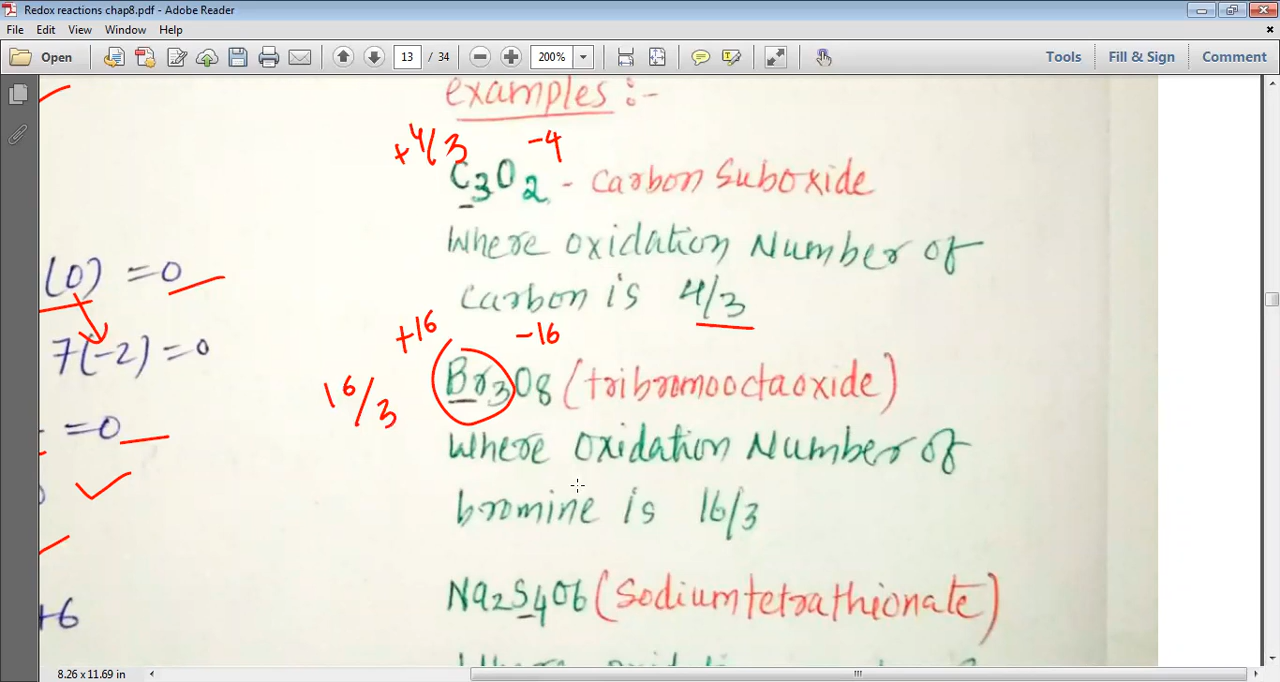 Redox reactions chap8.pdf - Adobe Reader
File Edit View Window Help
Open 13 / 34 200% Tools Fill & Sign Comment
examples :-
+4/3 -4
C3O2 - carbon suboxide
Where oxidation Number of
carbon is 4/3
(0) =0
7(-2) =0
=0
+6
+16 -16
16/3
Br3O8 (tribromooctaoxide)
Where oxidation Number of
bromine is 16/3
Na2S4O6 (Sodiumtetrathionate)
8.26 x 11.69 in